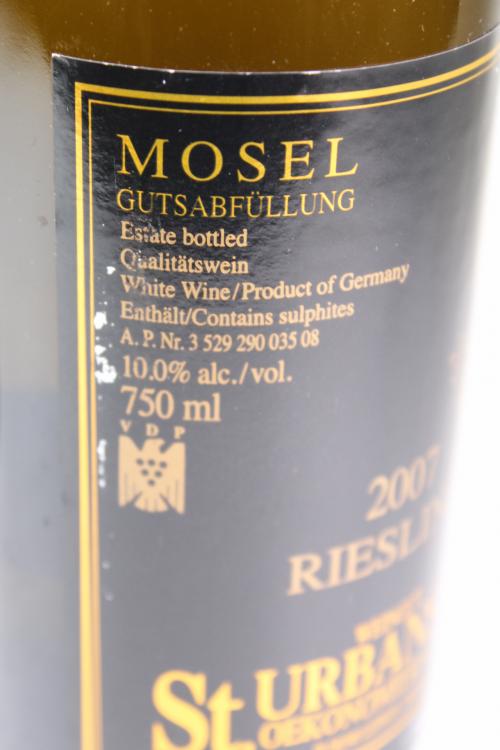 MOSEL
GUTSABFÜLLUNG
Estate bottled
Qualitätswein
White Wine/Product of Germany
Enthält/Contains sulphites
A. P. Nr. 3 529 290 035 08
10.0% alc./vol.
750 ml
VDP
2007
RIESLIN
St URBAN